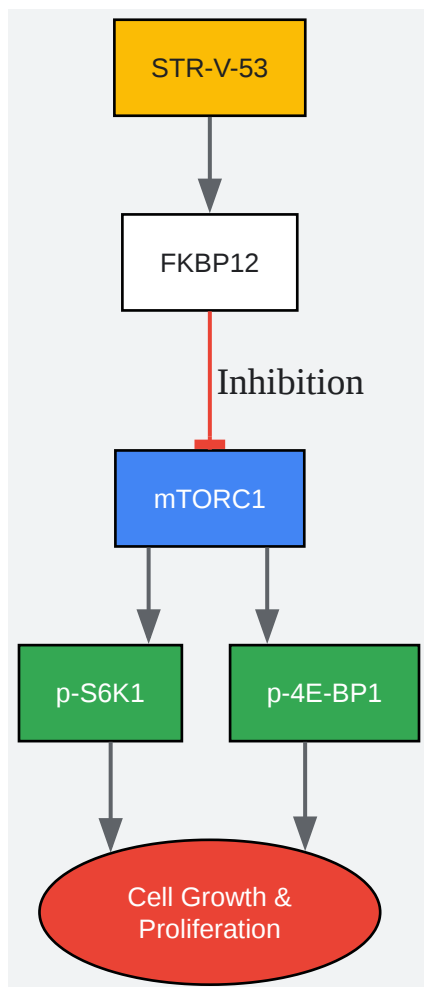 STR-V-53
FKBP12
Inhibition
mTORC1
p-S6K1
p-4E-BP1
Cell Growth &
Proliferation